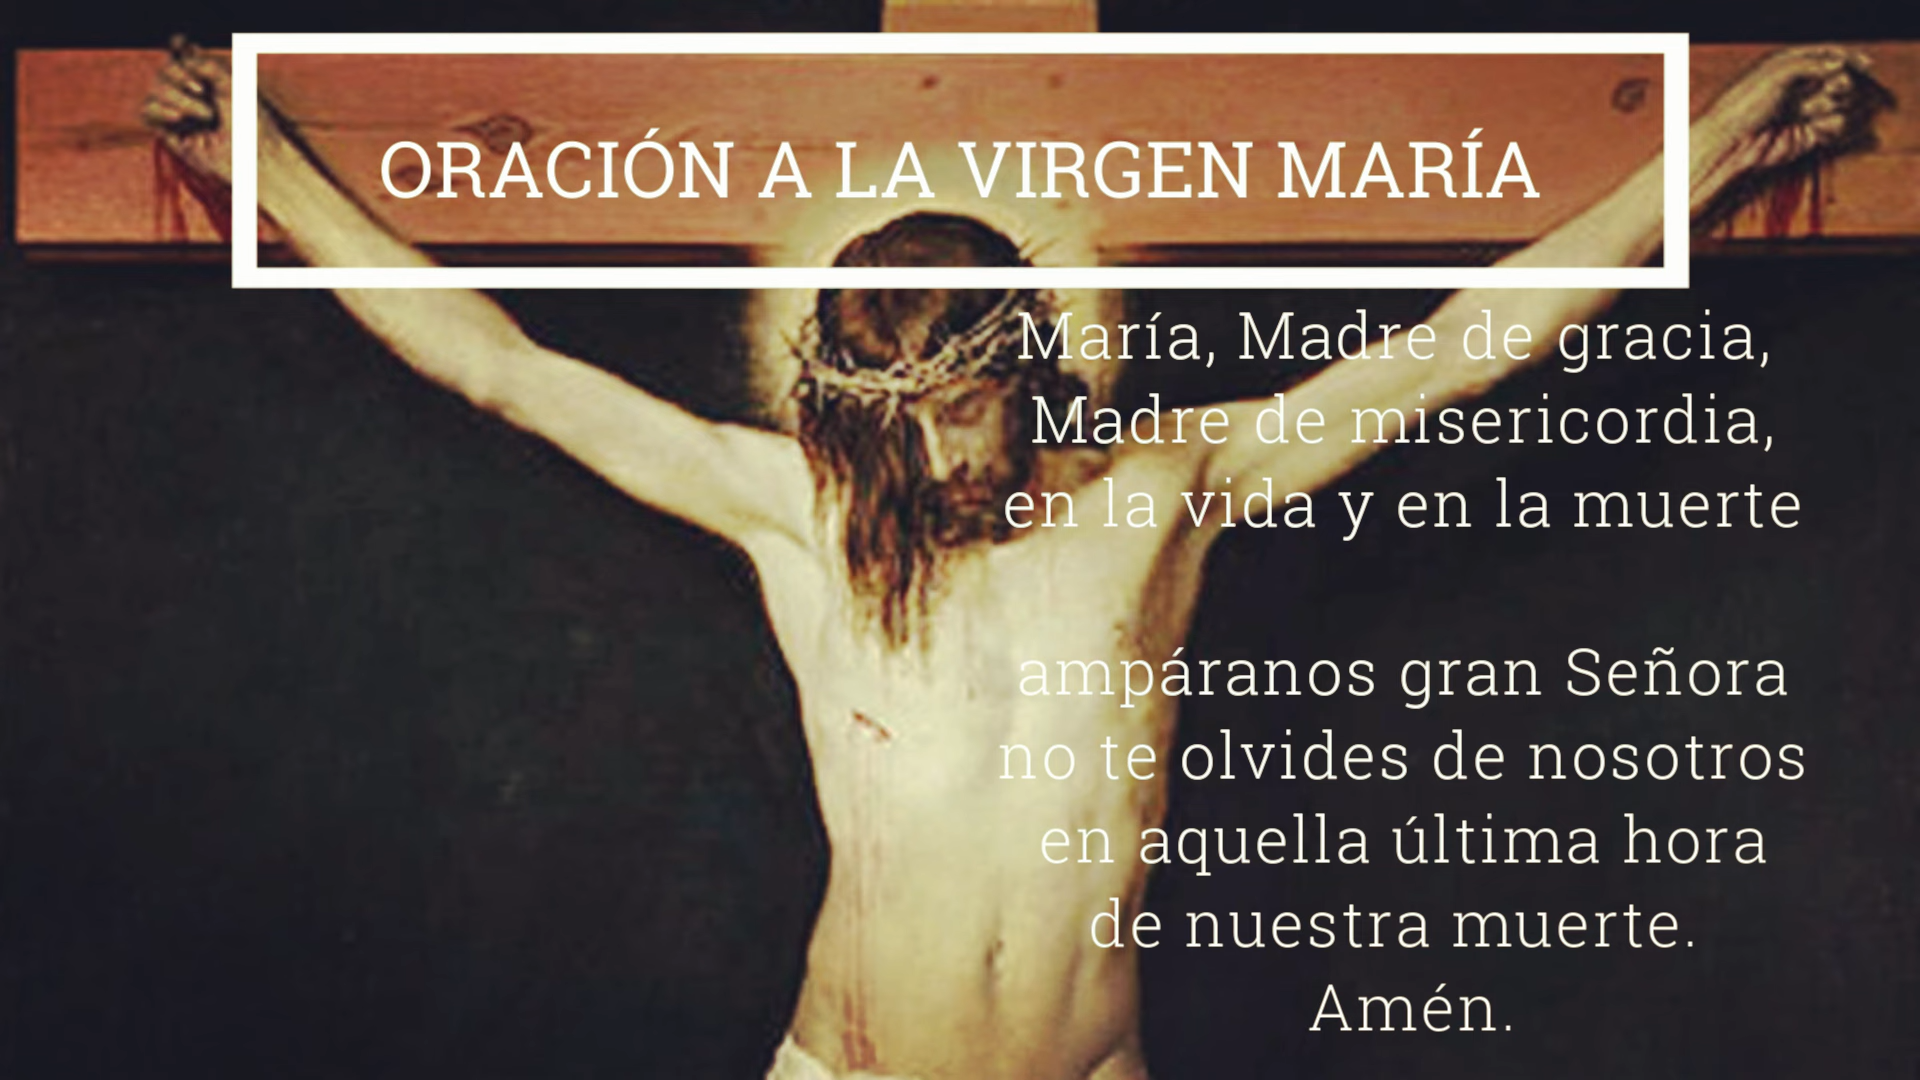 ORACIÓN A LA VIRGEN MARÍA
María, Madre de gracia,
Madre de misericordia,
en la vida y en la muerte
ampáranos gran Señora
no te olvides de nosotros
en aquella última hora
de nuestra muerte.
Amén.